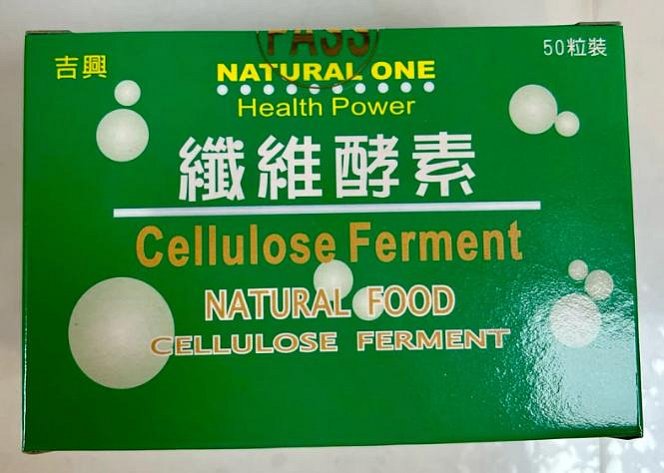 PASS
吉興
50粒裝
NATURAL ONE
Health Power
纖維酵素
Cellulose Ferment
NATURAL FOOD
CELLULOSE FERMENT